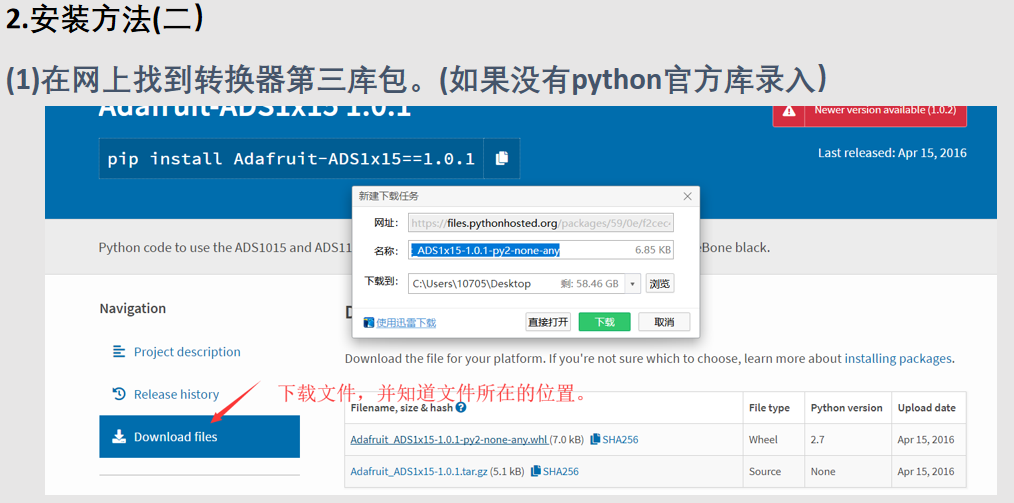 2.安装方法(二)
(1)在网上找到转换器第三库包。(如果没有python官方库录入)
Adafruit-ADS1x15 1.0.1
Newer version available (1.0.2)
pip install Adafruit-ADS1x15==1.0.1
Last released: Apr 15, 2016
新建下载任务
网址: https://files.pythonhosted.org/packages/59/0e/f2cec
名称: _ADS1x15-1.0.1-py2-none-any 6.85 KB
Python code to use the ADS1015 and ADS11
eBone black.
下载到: C:\Users\10705\Desktop 剩: 58.46 GB 浏览
使用迅雷下载 直接打开 下载 取消
Navigation
D
Project description
Download the file for your platform. If you're not sure which to choose, learn more about installing packages.
Release history
下载文件，并知道文件所在的位置。
Download files
Filename, size & hash File type Python version Upload date
Adafruit_ADS1x15-1.0.1-py2-none-any.whl (7.0 kB) SHA256 Wheel 2.7 Apr 15, 2016
Adafruit_ADS1x15-1.0.1.tar.gz (5.1 kB) SHA256 Source None Apr 15, 2016